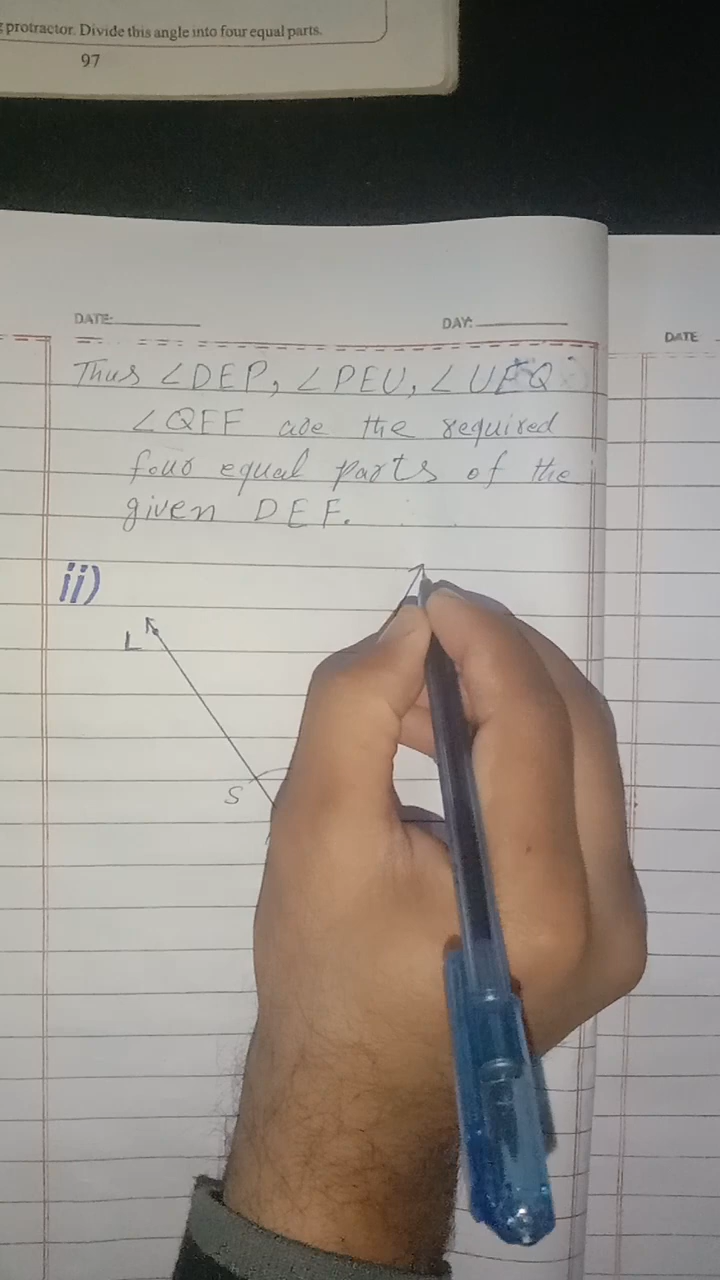 protractor. Divide this angle into four equal parts.
97
DATE: DAY:
DATE
Thus ∠DEP, ∠PEU, ∠UEQ
∠QEF are the required
four equal parts of the
given DEF.
ii)
L
S